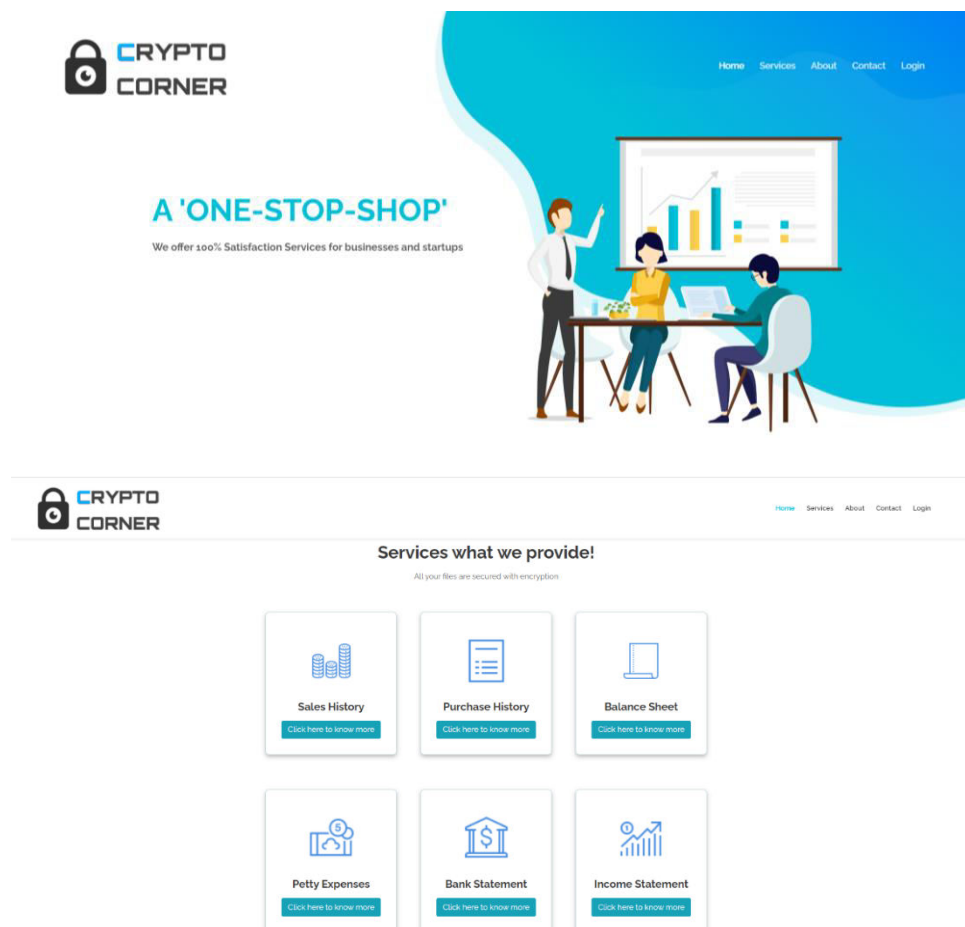 CRYPTO
CORNER
Home Services About Contact Login
A 'ONE-STOP-SHOP'
We offer 100% Satisfaction Services for businesses and startups
CRYPTO
CORNER
Home Services About Contact Login
Services what we provide!
All your files are secured with encryption
Sales History Purchase History Balance Sheet
Click here to know more Click here to know more Click here to know more
5 $ 1
Petty Expenses Bank Statement Income Statement
Click here to know more Click here to know more Click here to know more